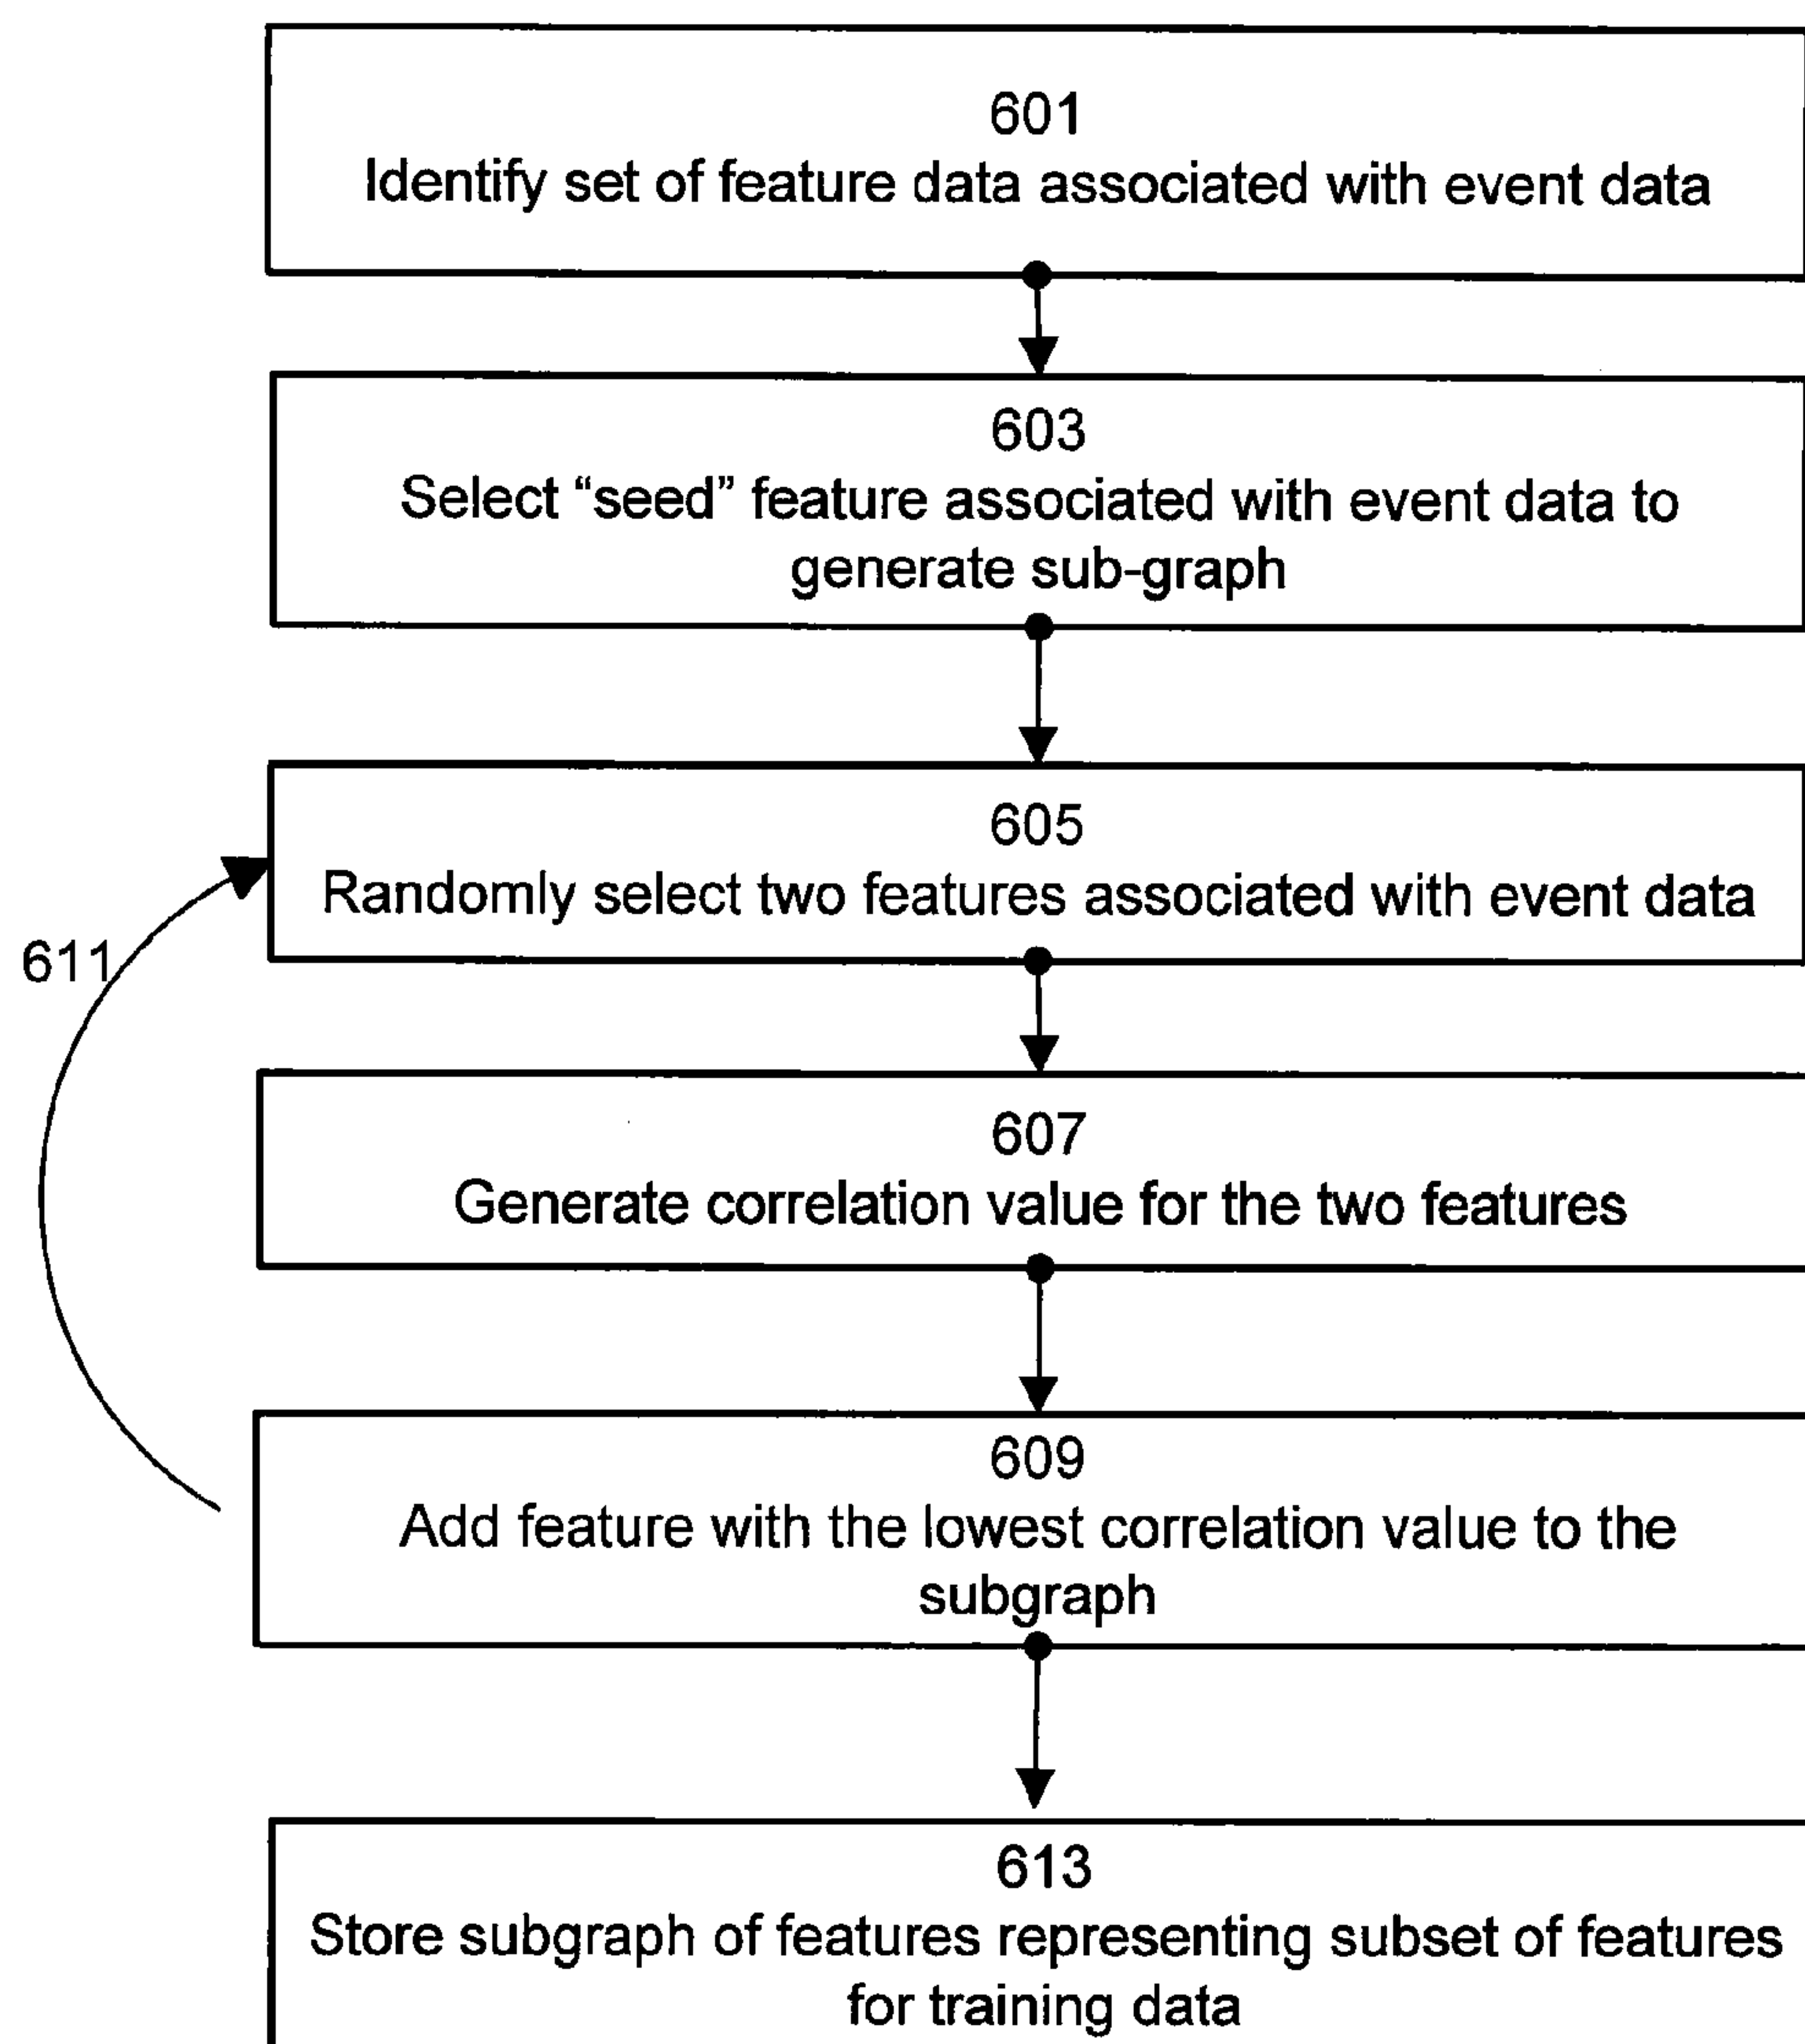 601
Identify set of feature data associated with event data
603
Select “seed” feature associated with event data to
generate sub-graph
605
Randomly select two features associated with event data
611
607
Generate correlation value for the two features
609
Add feature with the lowest correlation value to the
subgraph
613
Store subgraph of features representing subset of features
for training data